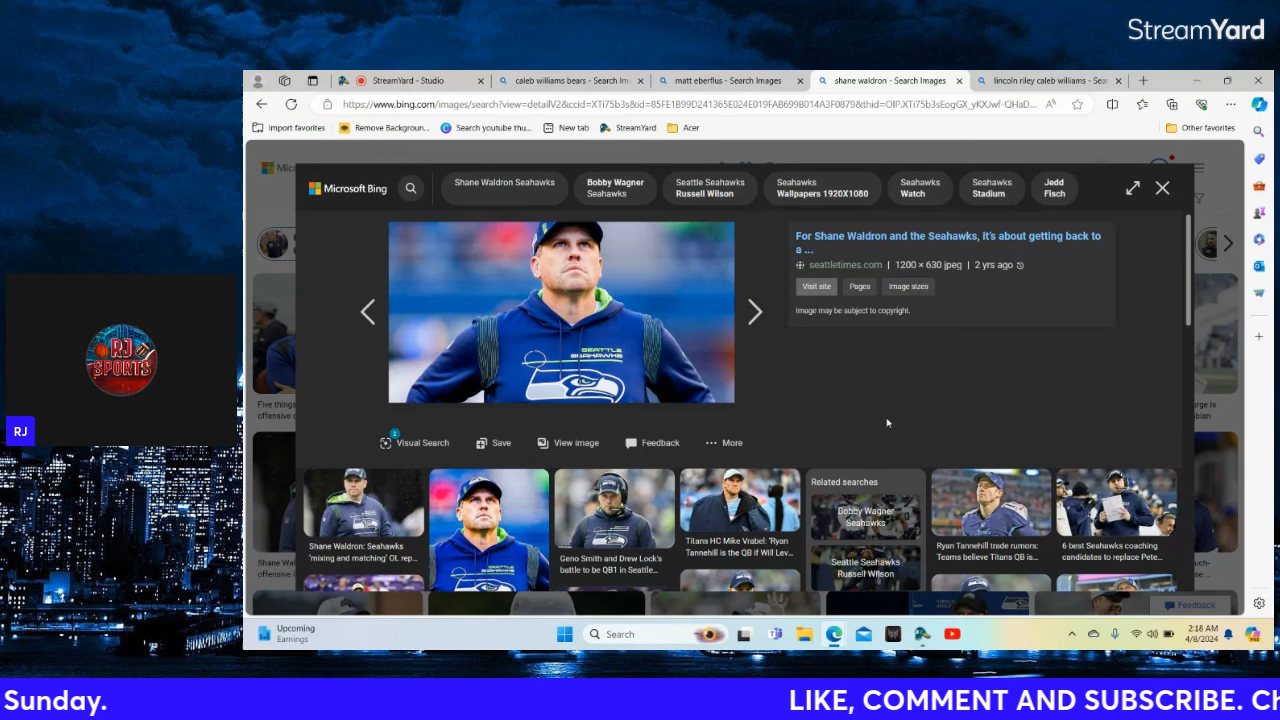 StreamYard
StreamYard - Studio
caleb williams bears - Search Im
matt eberflus - Search Images
shane waldron - Search Images
lincoln riley caleb williams - Sea
https://www.bing.com/images/search?view=detailV2&ccid=XTi75b3s&id=85FE1B99D241365E024E019FAB699B014A3F0879&thid=OIP.XTi75b3sEogGX_yKXJwf-QHaD...
Import favorites
Remove Backgroun...
Search youtube thu...
New tab
StreamYard
Acer
Other favorites
Microsoft Bing
Shane Waldron Seahawks
Bobby Wagner
Seahawks
Seattle Seahawks
Russell Wilson
Seahawks
Wallpapers 1920X1080
Seahawks
Watch
Seahawks
Stadium
Jedd
Fisch
For Shane Waldron and the Seahawks, it's about getting back to
a ...
seattletimes.com | 1200 × 630 jpeg | 2 yrs ago
Visit site
Pages
Image sizes
Image may be subject to copyright.
SEATTLE
SEAHAWKS
RJ
SPORTS
RJ
2
Visual Search
Save
View image
Feedback
More
Five things
offensive c
Shane Waldron: Seahawks
'mixing and matching' OL rep...
Geno Smith and Drew Lock's
battle to be QB1 in Seattle...
Titans HC Mike Vrabel: 'Ryan
Tannehill is the QB if Will Lev...
Related searches
Bobby Wagner
Seahawks
Seattle Seahawks
Russell Wilson
Ryan Tannehill trade rumors:
Teams believe Titans QB is...
6 best Seahawks coaching
candidates to replace Pete...
Shane Wal
offensive i
Feedback
Upcoming
Earnings
Search
2:18 AM
4/8/2024
Sunday.
LIKE, COMMENT AND SUBSCRIBE. Ch